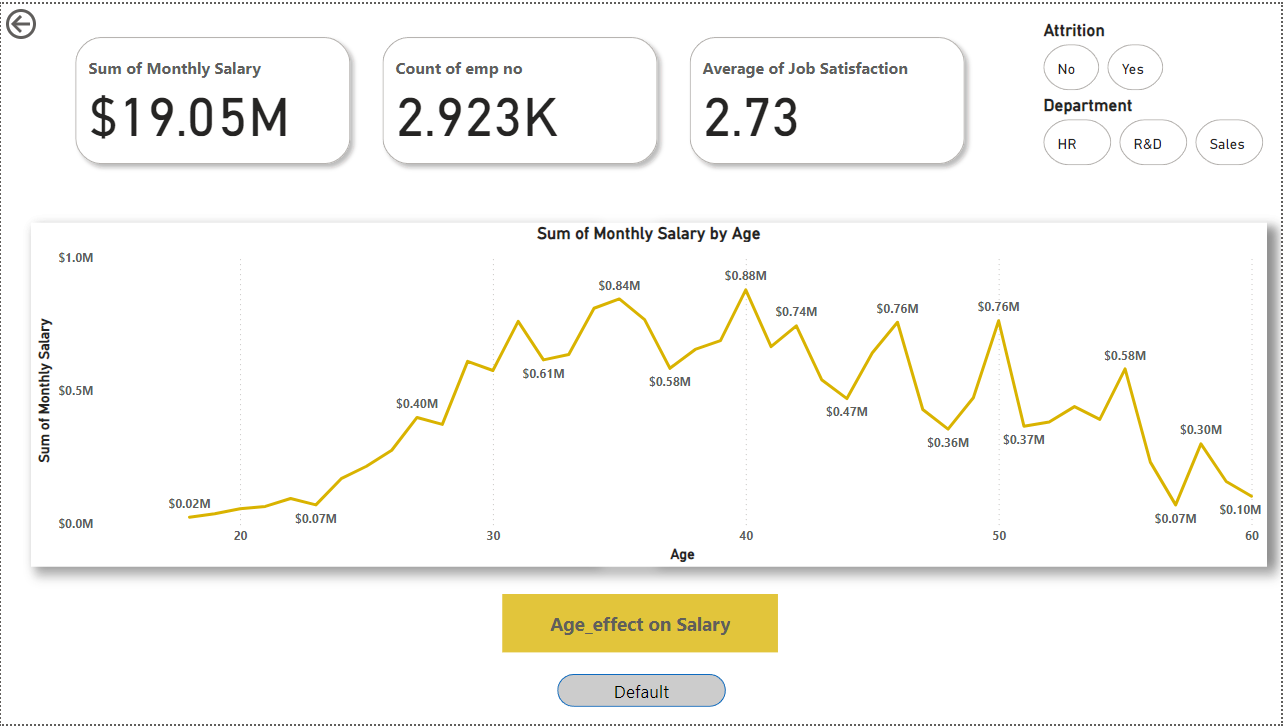 Sum of Monthly Salary
$19.05M
Count of emp no
2.923K
Average of Job Satisfaction
2.73
Attrition
No
Yes
Department
HR
R&D
Sales
Sum of Monthly Salary by Age
Sum of Monthly Salary
$1.0M
$0.5M
$0.0M
$0.02M
$0.07M
$0.40M
$0.61M
$0.84M
$0.58M
$0.88M
$0.74M
$0.47M
$0.76M
$0.36M
$0.76M
$0.37M
$0.58M
$0.07M
$0.30M
$0.10M
20
30
40
50
60
Age
Age_effect on Salary
Default